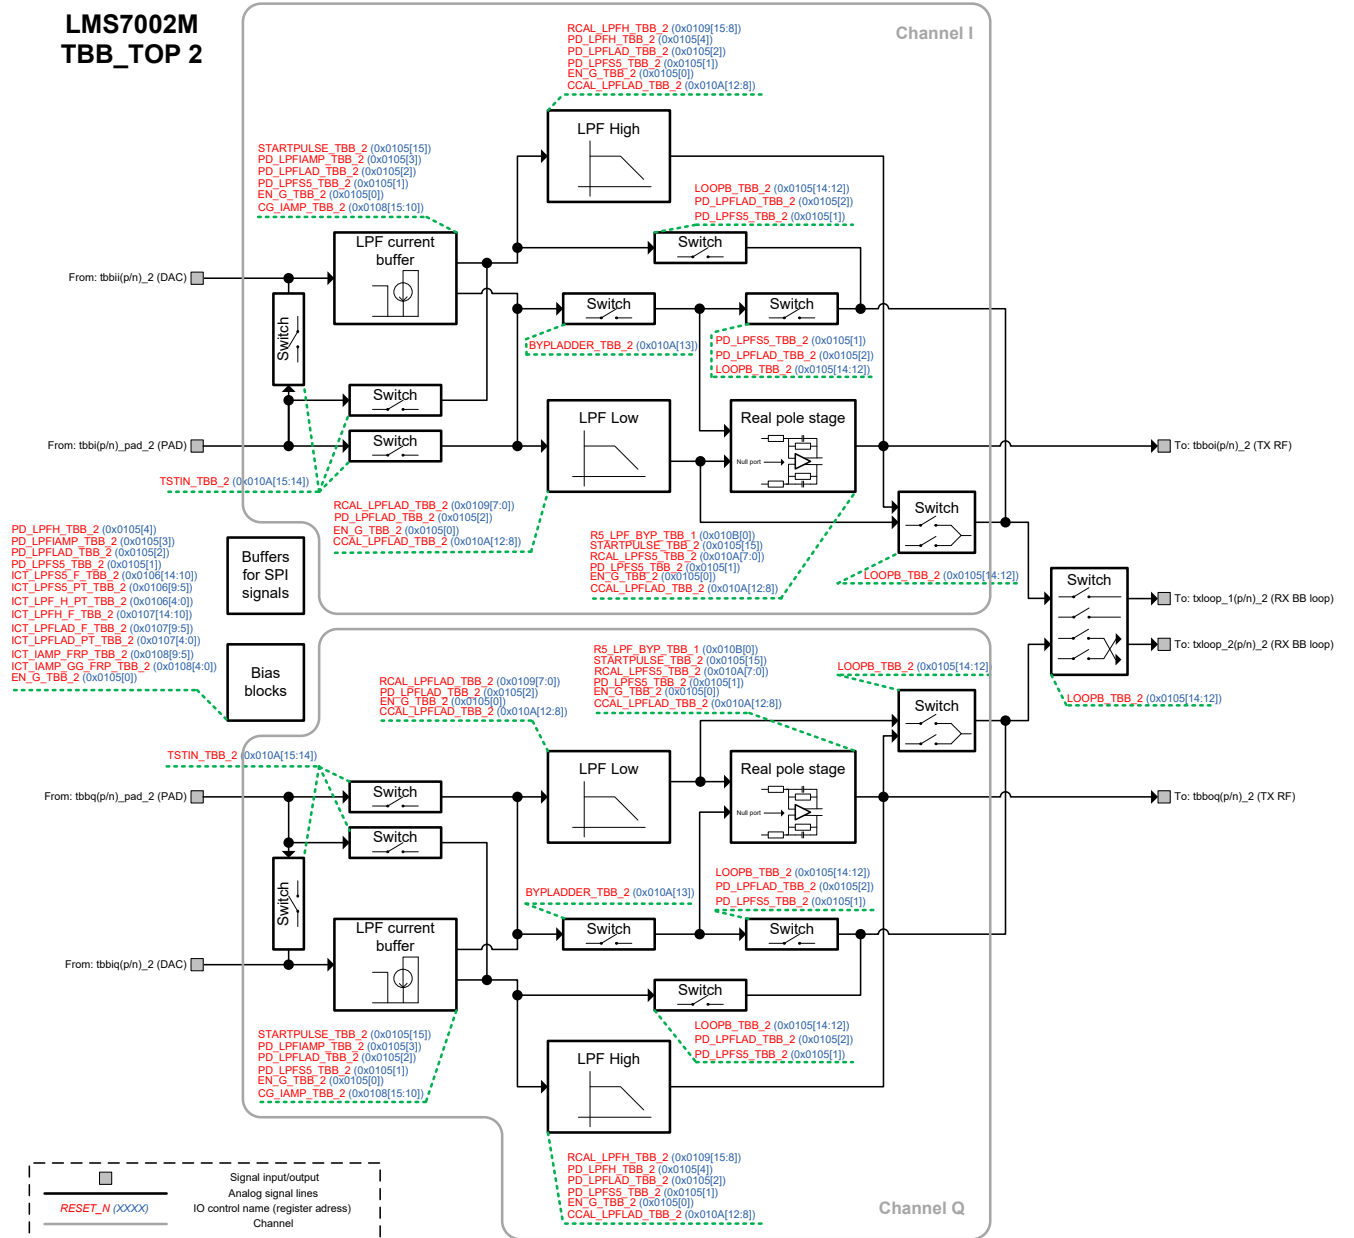 LMS7002M
TBB_TOP 2
Channel I
RCAL_LPFH_TBB_2 (0x0109[15:8])
PD_LPFH_TBB_2 (0x0105[4])
PD_LPFLAD_TBB_2 (0x0105[2])
PD_LPFS5_TBB_2 (0x0105[1])
EN_G_TBB_2 (0x0105[0])
CCAL_LPFLAD_TBB_2 (0x010A[12:8])
LPF High
STARTPULSE_TBB_2 (0x0105[15])
PD_LPFIAMP_TBB_2 (0x0105[3])
PD_LPFLAD_TBB_2 (0x0105[2])
PD_LPFS5_TBB_2 (0x0105[1])
EN_G_TBB_2 (0x0105[0])
CG_IAMP_TBB_2 (0x0108[15:10])
LOOPB_TBB_2 (0x0105[14:12])
PD_LPFLAD_TBB_2 (0x0105[2])
PD_LPFS5_TBB_2 (0x0105[1])
LPF current
buffer
Switch
From: tbbii(p/n)_2 (DAC)
Switch
Switch
Switch
BYPLADDER_TBB_2 (0x010A[13])
PD_LPFS5_TBB_2 (0x0105[1])
PD_LPFLAD_TBB_2 (0x0105[2])
LOOPB_TBB_2 (0x0105[14:12])
Switch
LPF Low
Real pole stage
Null port
Switch
From: tbbi(p/n)_pad_2 (PAD)
To: tbboi(p/n)_2 (TX RF)
TSTIN_TBB_2 (0x010A[15:14])
RCAL_LPFLAD_TBB_2 (0x0109[7:0])
PD_LPFLAD_TBB_2 (0x0105[2])
EN_G_TBB_2 (0x0105[0])
CCAL_LPFLAD_TBB_2 (0x010A[12:8])
Switch
R5_LPF_BYP_TBB_1 (0x010B[0])
STARTPULSE_TBB_2 (0x0105[15])
RCAL_LPFS5_TBB_2 (0x010A[7:0])
PD_LPFS5_TBB_2 (0x0105[1])
EN_G_TBB_2 (0x0105[0])
CCAL_LPFLAD_TBB_2 (0x010A[12:8])
LOOPB_TBB_2 (0x0105[14:12])
PD_LPFH_TBB_2 (0x0105[4])
PD_LPFIAMP_TBB_2 (0x0105[3])
PD_LPFLAD_TBB_2 (0x0105[2])
PD_LPFS5_TBB_2 (0x0105[1])
ICT_LPFS5_F_TBB_2 (0x0106[14:10])
ICT_LPFS5_PT_TBB_2 (0x0106[9:5])
ICT_LPF_H_PT_TBB_2 (0x0106[4:0])
ICT_LPFH_F_TBB_2 (0x0107[14:10])
ICT_LPFLAD_F_TBB_2 (0x0107[9:5])
ICT_LPFLAD_PT_TBB_2 (0x0107[4:0])
ICT_IAMP_FRP_TBB_2 (0x0108[9:5])
ICT_IAMP_GG_FRP_TBB_2 (0x0108[4:0])
EN_G_TBB_2 (0x0105[0])
Buffers
for SPI
signals
Bias
blocks
Switch
To: txloop_1(p/n)_2 (RX BB loop)
To: txloop_2(p/n)_2 (RX BB loop)
LOOPB_TBB_2 (0x0105[14:12])
R5_LPF_BYP_TBB_1 (0x010B[0])
STARTPULSE_TBB_2 (0x0105[15])
RCAL_LPFS5_TBB_2 (0x010A[7:0])
PD_LPFS5_TBB_2 (0x0105[1])
EN_G_TBB_2 (0x0105[0])
CCAL_LPFLAD_TBB_2 (0x010A[12:8])
LOOPB_TBB_2 (0x0105[14:12])
RCAL_LPFLAD_TBB_2 (0x0109[7:0])
PD_LPFLAD_TBB_2 (0x0105[2])
EN_G_TBB_2 (0x0105[0])
CCAL_LPFLAD_TBB_2 (0x010A[12:8])
Switch
TSTIN_TBB_2 (0x010A[15:14])
LPF Low
Real pole stage
Null port
Switch
From: tbbq(p/n)_pad_2 (PAD)
To: tbboq(p/n)_2 (TX RF)
Switch
Switch
LOOPB_TBB_2 (0x0105[14:12])
PD_LPFLAD_TBB_2 (0x0105[2])
PD_LPFS5_TBB_2 (0x0105[1])
BYPLADDER_TBB_2 (0x010A[13])
LPF current
buffer
Switch
Switch
From: tbbiq(p/n)_2 (DAC)
Switch
LOOPB_TBB_2 (0x0105[14:12])
PD_LPFLAD_TBB_2 (0x0105[2])
PD_LPFS5_TBB_2 (0x0105[1])
STARTPULSE_TBB_2 (0x0105[15])
PD_LPFIAMP_TBB_2 (0x0105[3])
PD_LPFLAD_TBB_2 (0x0105[2])
PD_LPFS5_TBB_2 (0x0105[1])
EN_G_TBB_2 (0x0105[0])
CG_IAMP_TBB_2 (0x0108[15:10])
LPF High
RCAL_LPFH_TBB_2 (0x0109[15:8])
PD_LPFH_TBB_2 (0x0105[4])
PD_LPFLAD_TBB_2 (0x0105[2])
PD_LPFS5_TBB_2 (0x0105[1])
EN_G_TBB_2 (0x0105[0])
CCAL_LPFLAD_TBB_2 (0x010A[12:8])
Channel Q
Signal input/output
Analog signal lines
RESET_N (XXXX) IO control name (register adress)
Channel